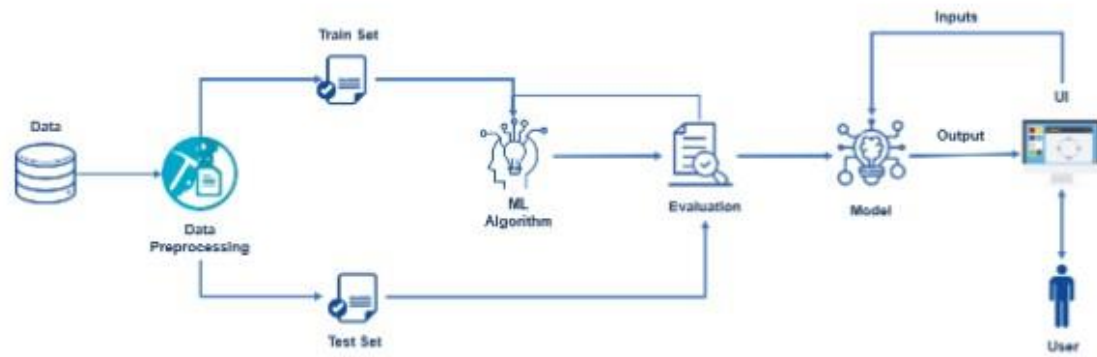 Inputs
Train Set
UI
Data
Output
ML
Algorithm
Evaluation
Model
Data
Preprocessing
Test Set
User